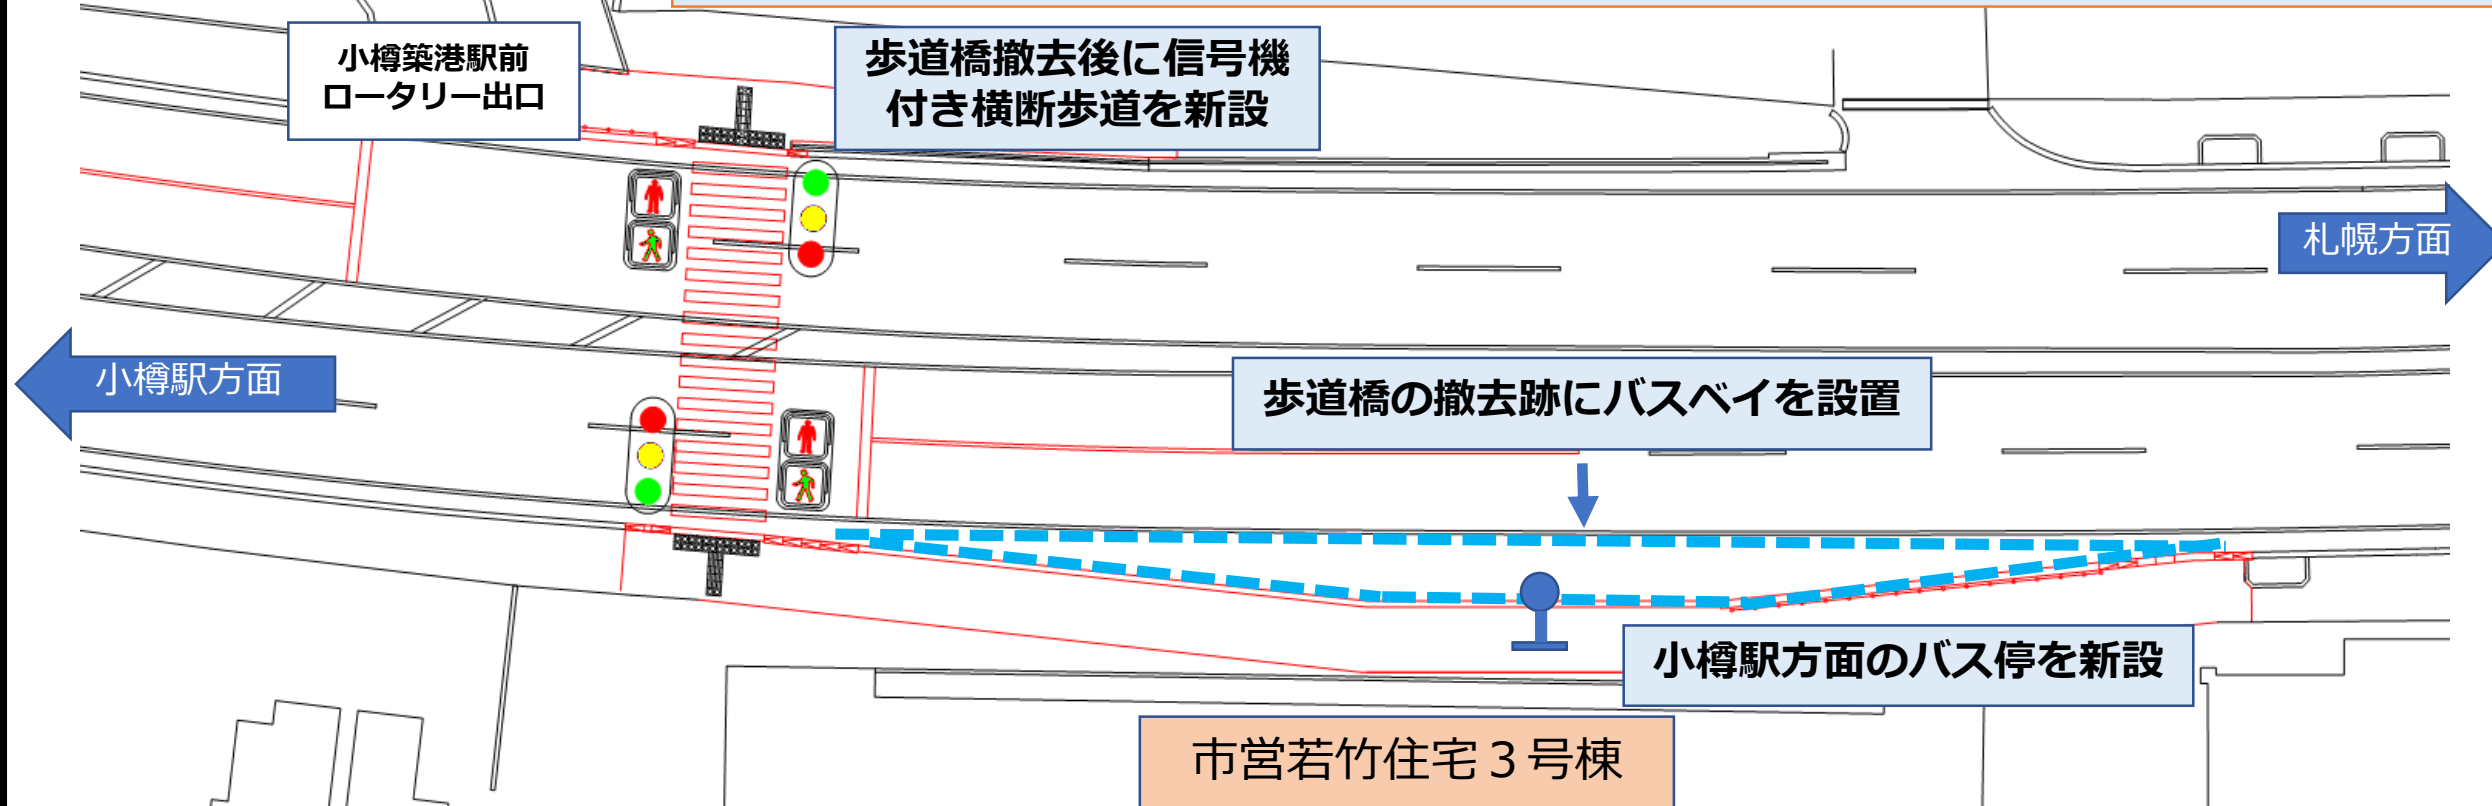 小樽築港駅前
ロータリー出口
歩道橋撤去後に信号機
付き横断歩道を新設
札幌方面
小樽駅方面
歩道橋の撤去跡にバスベイを設置
小樽駅方面のバス停を新設
市営若竹住宅３号棟